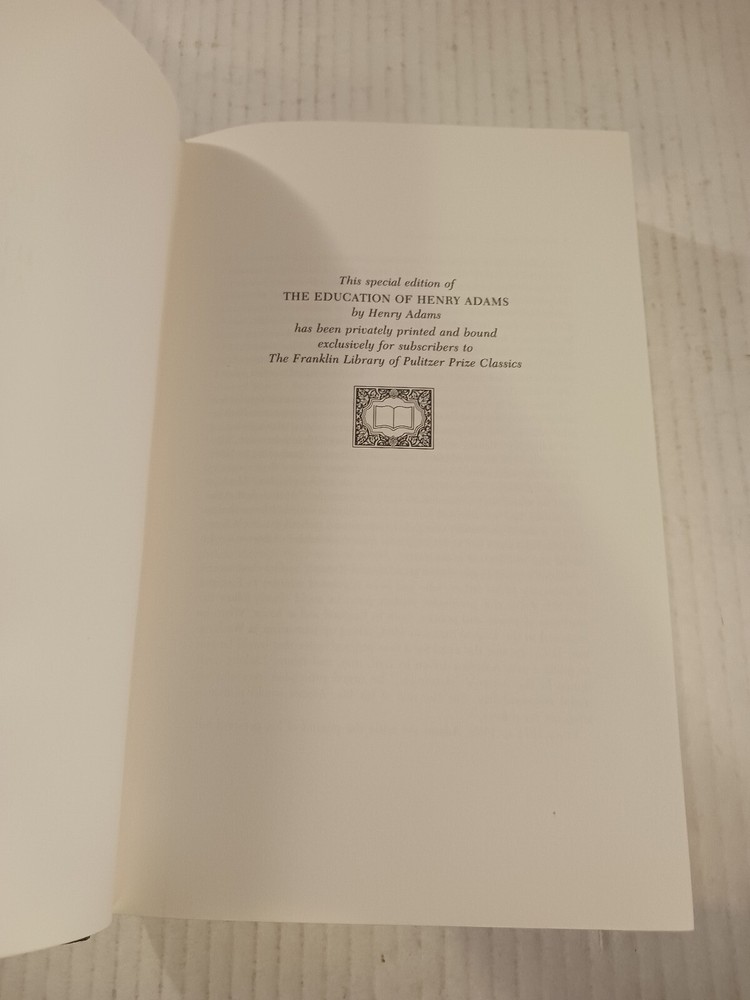 This special edition of
THE EDUCATION OF HENRY ADAMS
by Henry Adams
has been privately printed and bound
exclusively for subscribers to
The Franklin Library of Pulitzer Prize Classics